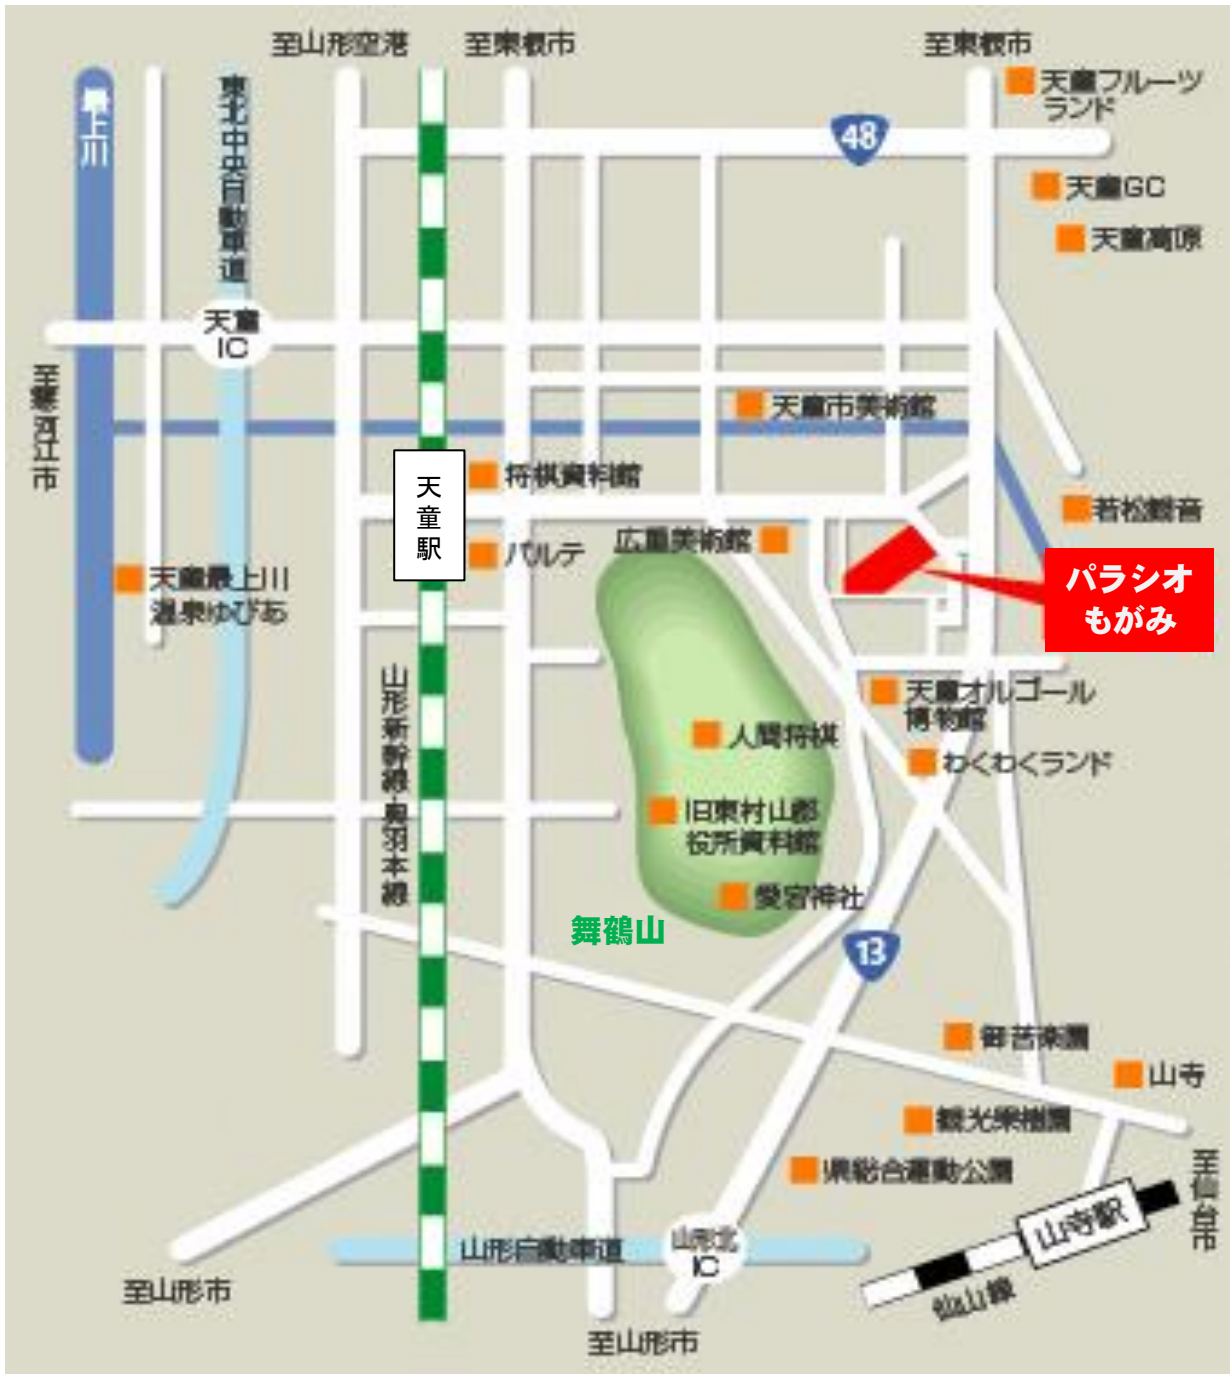 至山形空港
至東根市
至東根市
天童フルーツ
ランド
最上川
東北中央自動車道
48
天童GC
天童高原
天童
IC
至寒河江市
天童市美術館
将棋資料館
天童駅
若松観音
広重美術館
パルテ
パラシオ
もがみ
天童最上川
温泉ゆぴあ
山形新幹線・奥羽本線
天童オルゴール
博物館
人間将棋
わくわくランド
旧東村山郡
役所資料館
愛宕神社
舞鶴山
13
御苦楽園
山寺
観光果樹園
県総合運動公園
至仙台市
山寺駅
仙山線
山形自動車道
山形北
IC
至山形市
至山形市